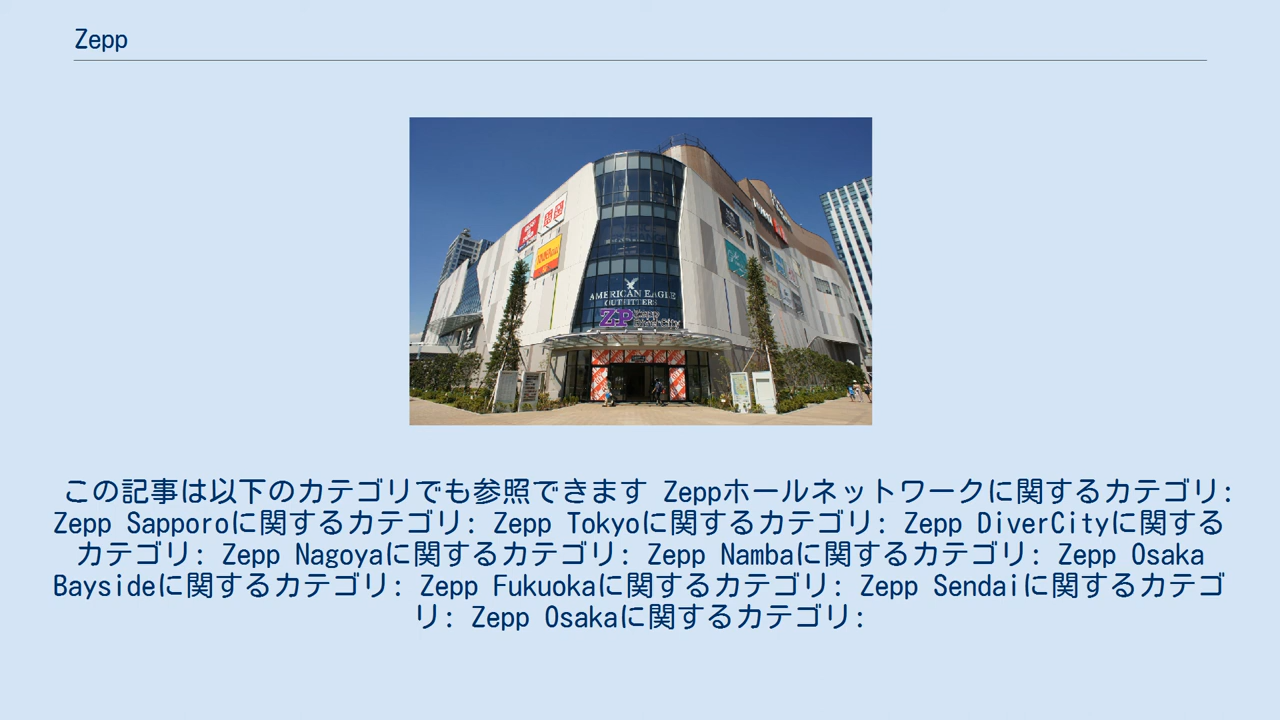 Zepp
AMERICAN EAGLE
OUTFITTERS
ZP
この記事は以下のカテゴリでも参照できます Zeppホールネットワークに関するカテゴリ:
Zepp Sapporoに関するカテゴリ: Zepp Tokyoに関するカテゴリ: Zepp DiverCityに関する
カテゴリ: Zepp Nagoyaに関するカテゴリ: Zepp Nambaに関するカテゴリ: Zepp Osaka
Baysideに関するカテゴリ: Zepp Fukuokaに関するカテゴリ: Zepp Sendaiに関するカテゴ
リ: Zepp Osakaに関するカテゴリ: